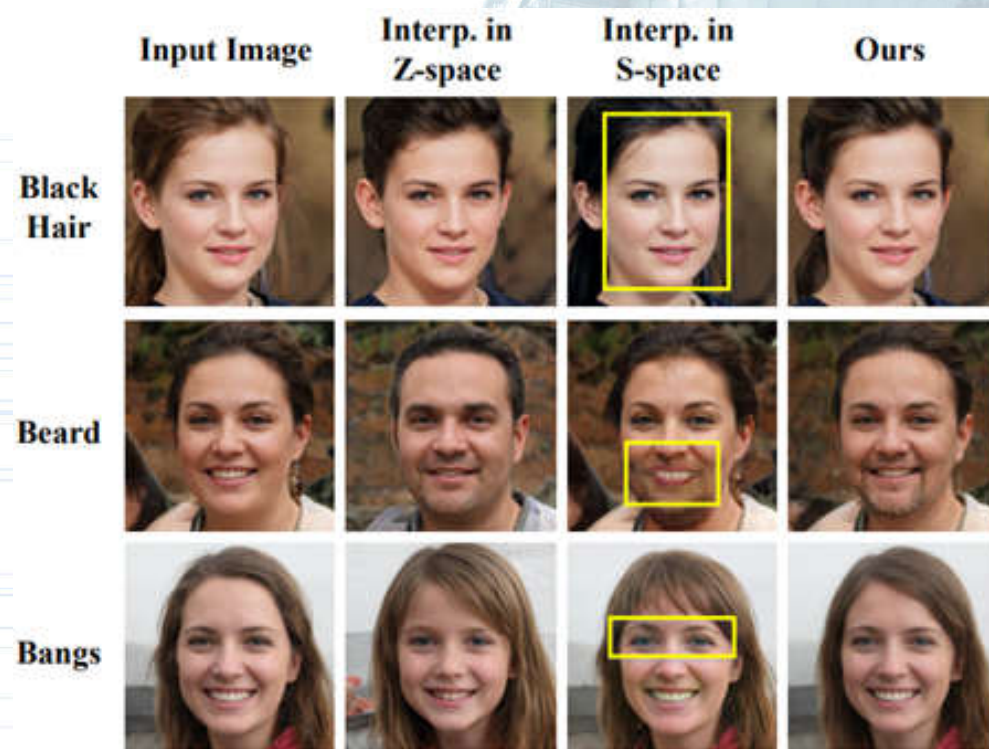 Input Image
Interp. in
Z-space
Interp. in
S-space
Ours
Black
Hair
Beard
Bangs